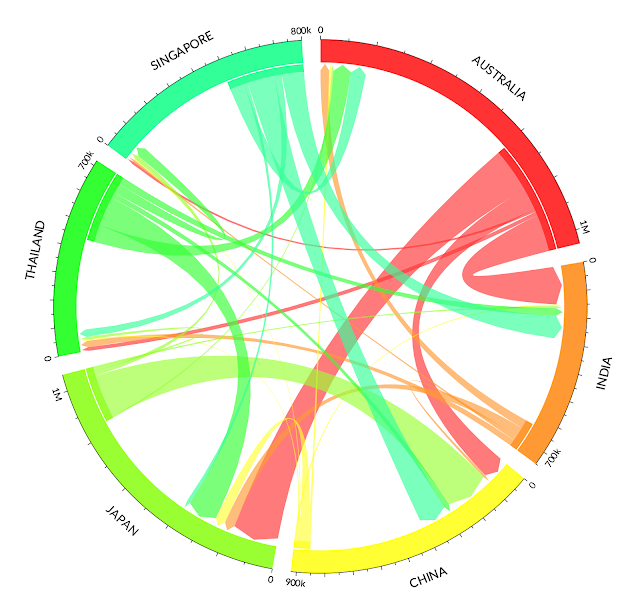 800k
0
AUSTRALIA
1M
0
INDIA
700k
0
CHINA
900k
0
JAPAN
1M
0
THAILAND
700k
0
SINGAPORE